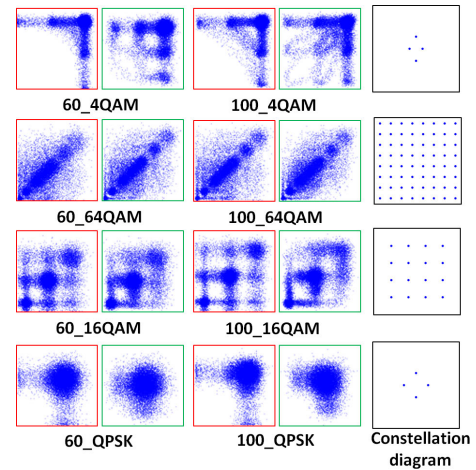 60_4QAM 100_4QAM
60_64QAM 100_64QAM
60_16QAM 100_16QAM
60_QPSK 100_QPSK Constellation
diagram